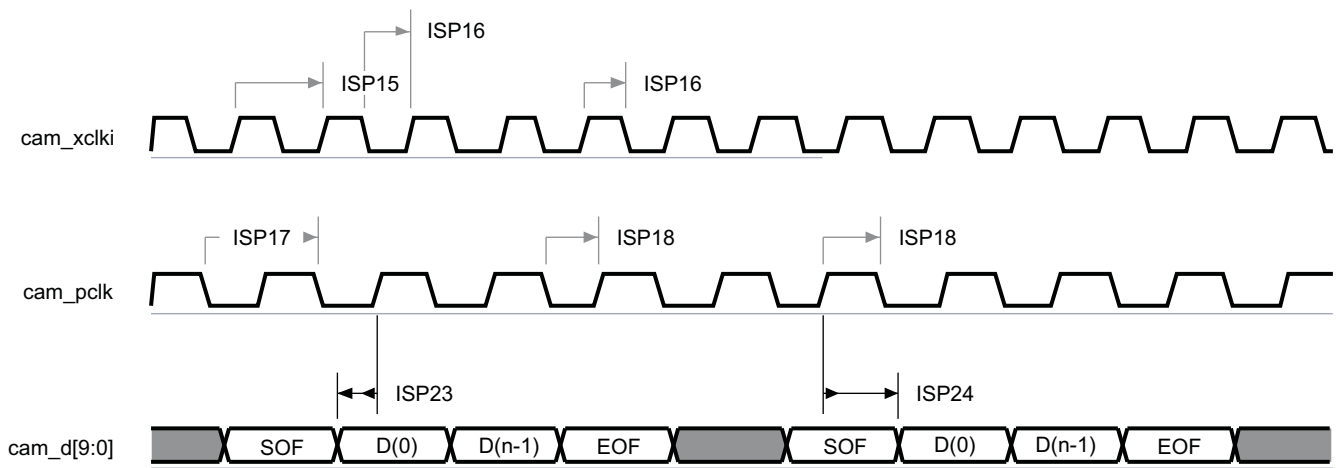 ISP16
ISP15 ISP16
cam_xclki
ISP17 ISP18 ISP18
cam_pclk
ISP23 ISP24
cam_d[9:0] SOF D(0) D(n-1) EOF SOF D(0) D(n-1) EOF